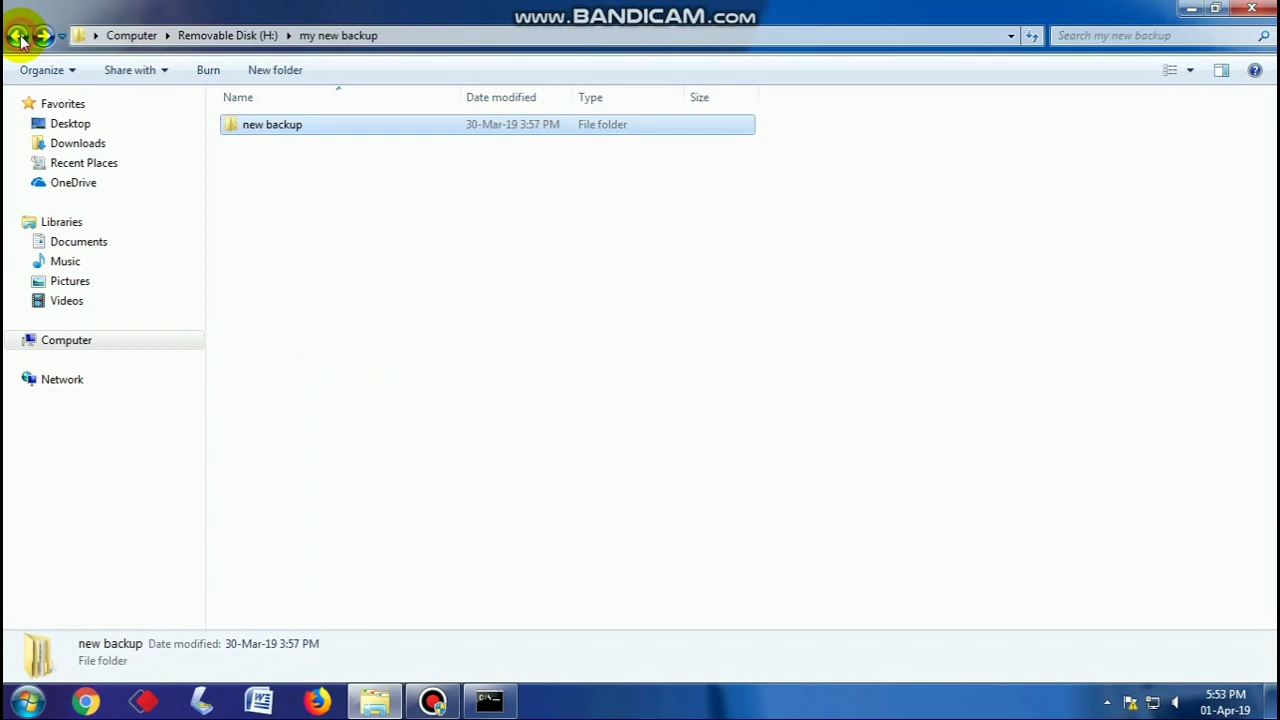 www.BANDICAM.com
Computer Removable Disk (H:) my new backup
Search my new backup
Organize Share with Burn New folder
Name Date modified Type Size
new backup 30-Mar-19 3:57 PM File folder
Favorites
Desktop
Downloads
Recent Places
OneDrive
Libraries
Documents
Music
Pictures
Videos
Computer
Network
new backup Date modified: 30-Mar-19 3:57 PM
File folder
5:53 PM
01-Apr-19